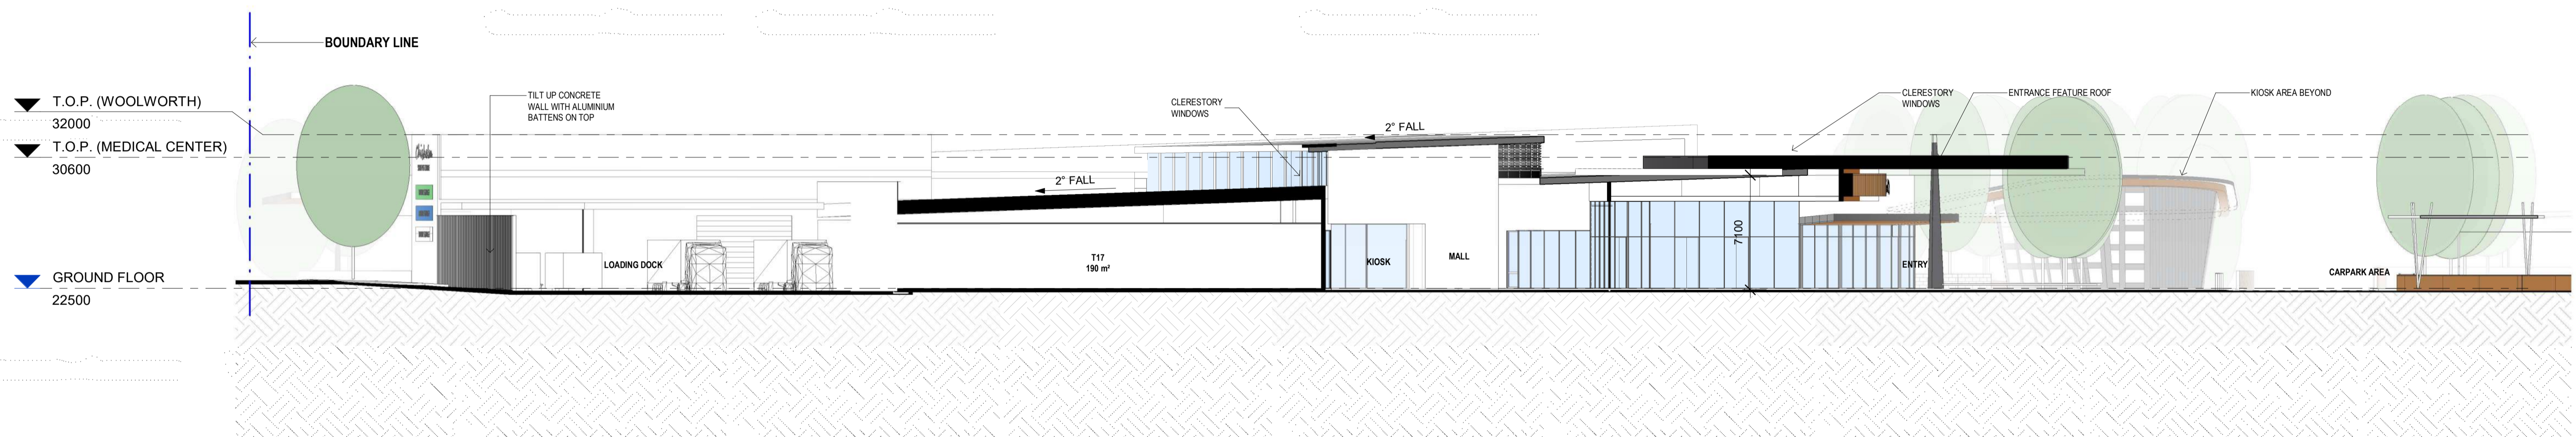 BOUNDARY LINE
T.O.P. (WOOLWORTH)
32000
T.O.P. (MEDICAL CENTER)
30600
GROUND FLOOR
22500
TILT UP CONCRETE
WALL WITH ALUMINIUM
BATTENS ON TOP
LOADING DOCK
2° FALL
T17
190 m²
CLERESTORY
WINDOWS
2° FALL
KIOSK
MALL
7100
CLERESTORY
WINDOWS
ENTRANCE FEATURE ROOF
ENTRY
KIOSK AREA BEYOND
CARPARK AREA